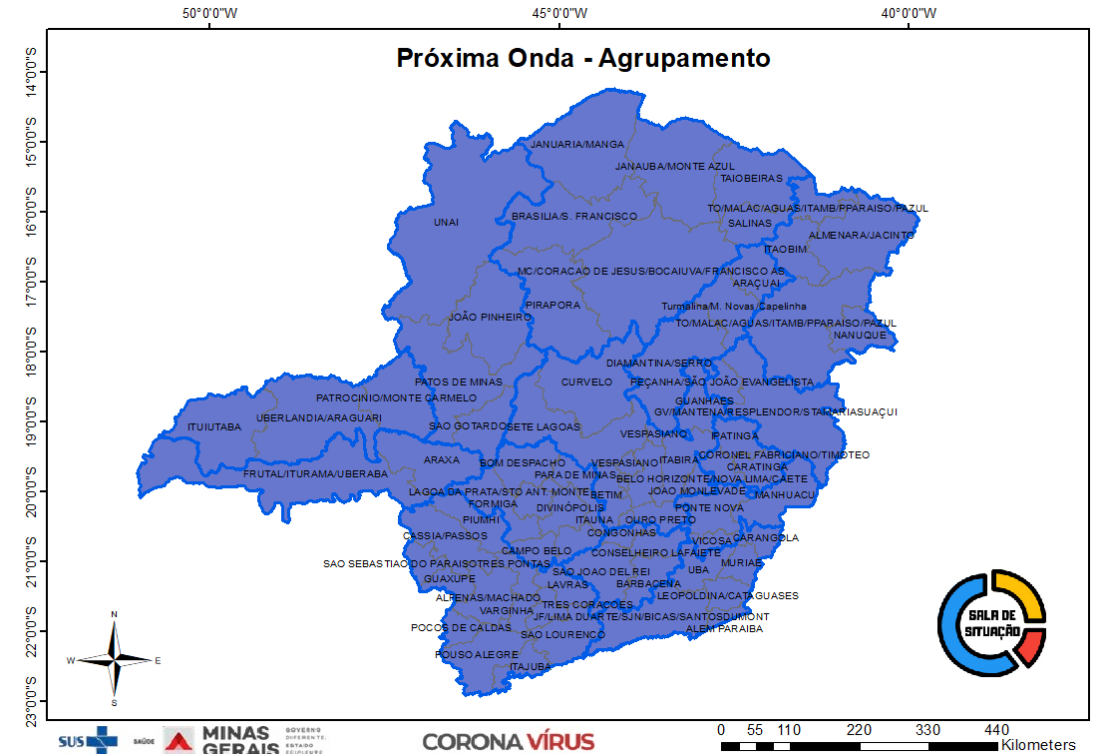 50°0'0"W 45°0'0"W 40°0'0"W
Próxima Onda - Agrupamento
14°0'0"S
15°0'0"S
16°0'0"S
17°0'0"S
18°0'0"S
19°0'0"S
20°0'0"S
21°0'0"S
22°0'0"S
23°0'0"S
JANUARIA/MANGA
JANAUBA/MONTE AZUL
TAIOBEIRAS
TO/MALAC/AGUAS/ITAMB/PPARAISO/PAZUL
BRASILIA/S. FRANCISCO
UNAI
SALINAS
ALMENARA/JACINTO
ITAOBIM
MC/CORACAO DE JESUS/BOCAIUVA/FRANCISCO AS
ARAÇUAI
PIRAPORA
Turmalina/M. Novas/Capelinha
JOÃO PINHEIRO
TO/MALAC/AGUAS/ITAMB/PPARAISO/PAZUL
NANUQUE
DIAMANTINA/SERRO
PATOS DE MINAS
CURVELO
PEÇANHA/SÃO JOÃO EVANGELISTA
PATROCINIO/MONTE CARMELO
GUANHAES
UBERLANDIA/ARAGUARI
GV/MANTENA/RESPLENDOR/STAMARIASUAÇUI
ITUIUTABA
SAO GOTARDO
SETE LAGOAS
VESPASIANO
IPATINGA
CORONEL FABRICIANO/TIMOTEO
ARAXA
BOM DESPACHO
VESPASIANO
ITABIRA
CARATINGA
FRUTAL/ITURAMA/UBERABA
PARA DE MINAS
BELO HORIZONTE/NOVA LIMA/CAETE
LAGOA DA PRATA/STO ANT. MONTE
BETIM
JOAO MONLEVADE
MANHUACU
FORMIGA
DIVINÓPOLIS
PONTE NOVA
PIUMHI
ITAUNA
OURO PRETO
CASSIA/PASSOS
CONGONHAS
VICOSA
CARANGOLA
CAMPO BELO
CONSELHEIRO LAFAIETE
SAO SEBASTIAO DO PARAISO
TRES PONTAS
MURIAE
SAO JOAO DEL REI
UBA
GUAXUPE
LAVRAS
BARBACENA
ALFENAS/MACHADO
LEOPOLDINA/CATAGUASES
VARGINHA
TRES CORACOES
JF/LIMA DUARTE/SJN/BICAS/SANTOSDUMONT
POCOS DE CALDAS
SAO LOURENCO
ALEM PARAIBA
POUSO ALEGRE
ITAJUBA
N
W E
S
SALA DE
SITUAÇÃO
SUS SAÚDE MINAS
GERAIS
GOVERNO
DIFERENTE.
ESTADO
EFICIENTE.
CORONA VÍRUS
0 55 110 220 330 440
Kilometers